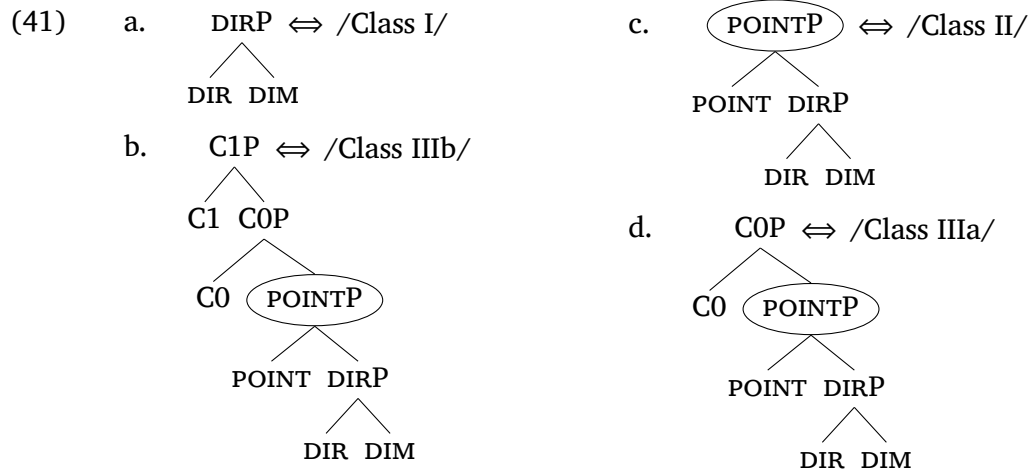 (41) a. DIRP ⇔ /Class I/
DIR DIM
b. C1P ⇔ /Class IIIb/
C1 C0P
C0 POINTP
POINT DIRP
DIR DIM
c. POINTP ⇔ /Class II/
POINT DIRP
DIR DIM
d. C0P ⇔ /Class IIIa/
C0 POINTP
POINT DIRP
DIR DIM